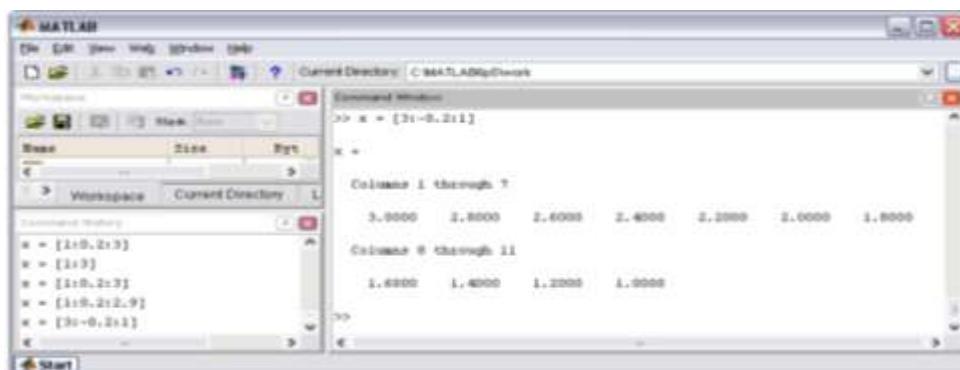 MATLAB
File Edit View Web Window Help
? Current Directory: C:\MATLAB6p5\work
Workspace
Command Window
>> x = [3:-0.2:1]
Stack:
Name Size Byt
x =
Columns 1 through 7
Workspace Current Directory L
3.0000 2.8000 2.6000 2.4000 2.2000 2.0000 1.8000
Command History
x = [1:0.2:3]
Columns 8 through 11
x = [1:3]
x = [1:0.2:3]
1.6000 1.4000 1.2000 1.0000
x = [1:0.2:2.9]
x = [3:-0.2:1]
>>
Start